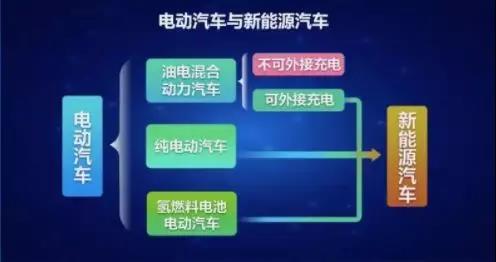 电动汽车与新能源汽车
电动汽车
油电混合
动力汽车
不可外接充电
可外接充电
纯电动汽车
氢燃料电池
电动汽车
新能源汽车